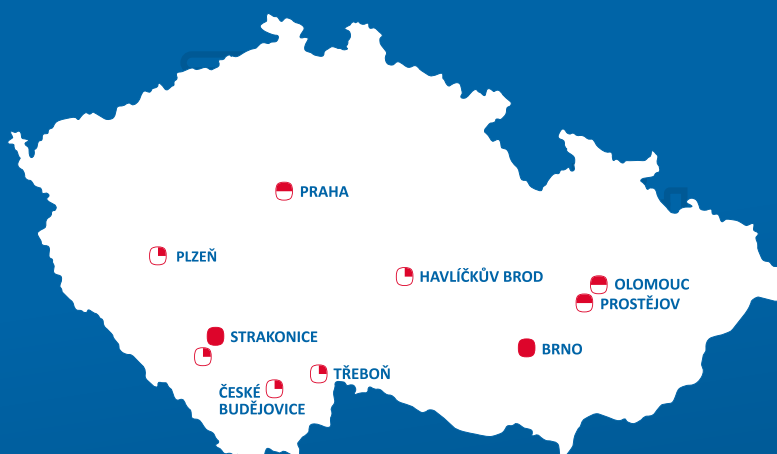 PRAHA
PLZEŇ
HAVLÍČKŮV BROD
OLOMOUC
PROSTĚJOV
STRAKONICE
BRNO
TŘEBOŇ
ČESKÉ
BUDĚJOVICE